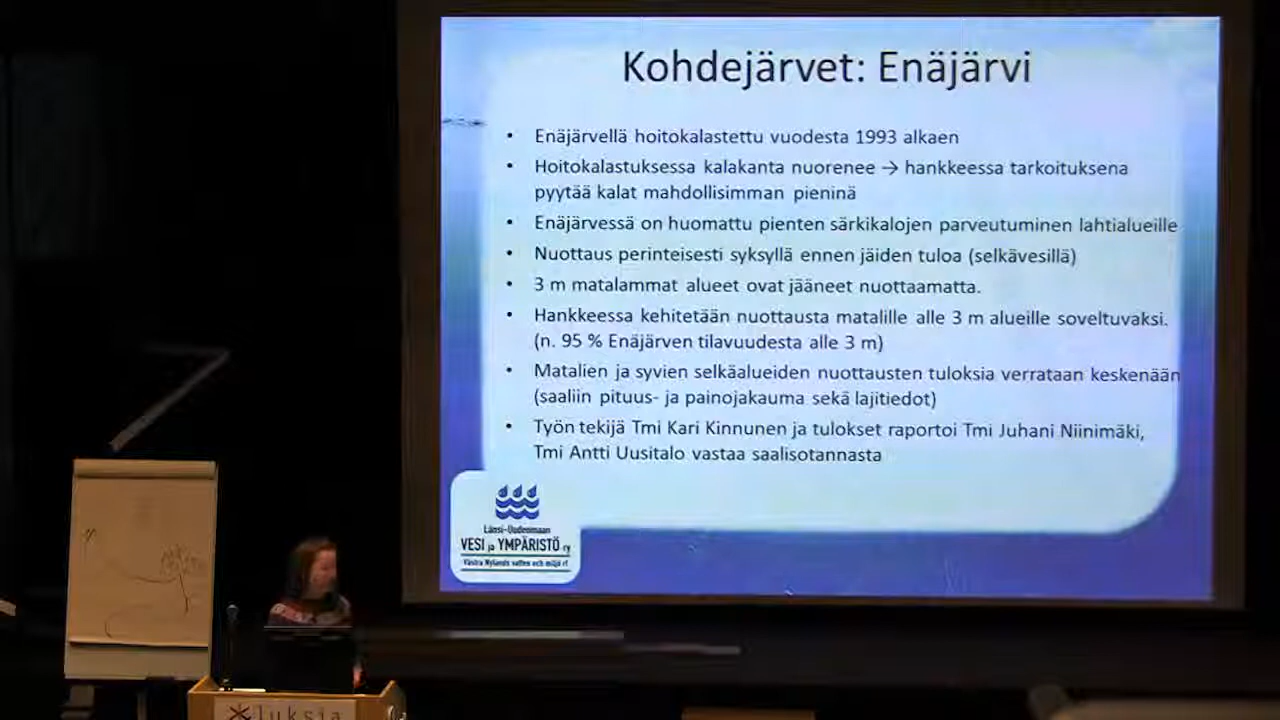 Kohdejärvet: Enäjärvi
• Enäjärvellä hoitokalastettu vuodesta 1993 alkaen
• Hoitokalastuksessa kalakanta nuorenee → hankkeessa tarkoituksena
pyytää kalat mahdollisimman pieninä
• Enäjärvessä on huomattu pienten särkikalojen parveutuminen lahtialueille
• Nuottaus perinteisesti syksyllä ennen jäiden tuloa (selkävesillä)
• 3 m matalammat alueet ovat jääneet nuottaamatta.
• Hankkeessa kehitetään nuottausta matalille alle 3 m alueille soveltuvaksi.
(n. 95 % Enäjärven tilavuudesta alle 3 m)
• Matalien ja syvien selkäalueiden nuottausten tuloksia verrataan keskenään
(saaliin pituus- ja painojakauma sekä lajitiedot)
• Työn tekijä Tmi Kari Kinnunen ja tulokset raportoi Tmi Juhani Niinimäki,
Tmi Antti Uusitalo vastaa saalisotannasta
Länsi-Uudenmaan
VESI ja YMPÄRISTÖ ry
Västra Nylands vatten och miljö rf
luksia